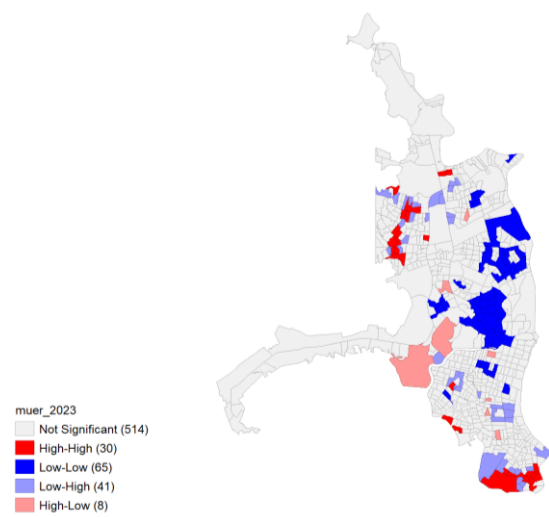 muer_2023
Not Significant (514)
High-High (30)
Low-Low (65)
Low-High (41)
High-Low (8)